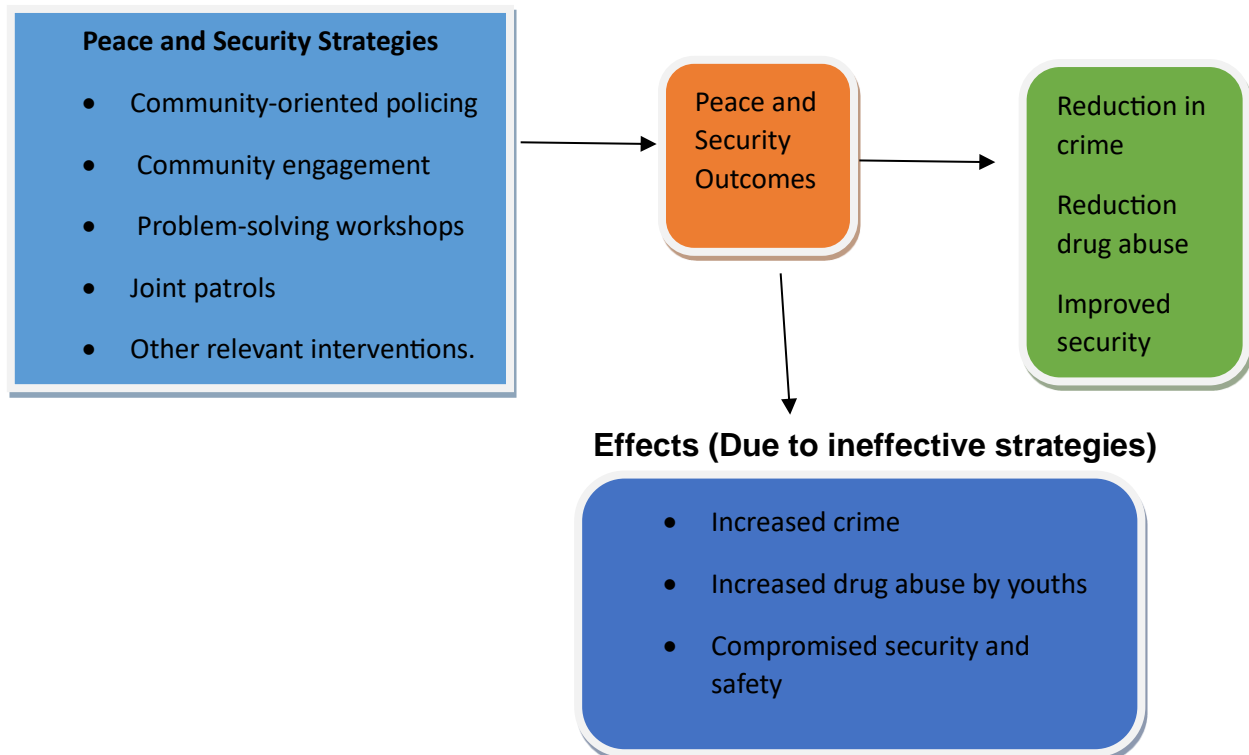 Peace and Security Strategies
• Community-oriented policing
• Community engagement
• Problem-solving workshops
• Joint patrols
• Other relevant interventions.
Peace and
Security
Outcomes
Reduction in
crime
Reduction
drug abuse
Improved
security
Effects (Due to ineffective strategies)
• Increased crime
• Increased drug abuse by youths
• Compromised security and
safety